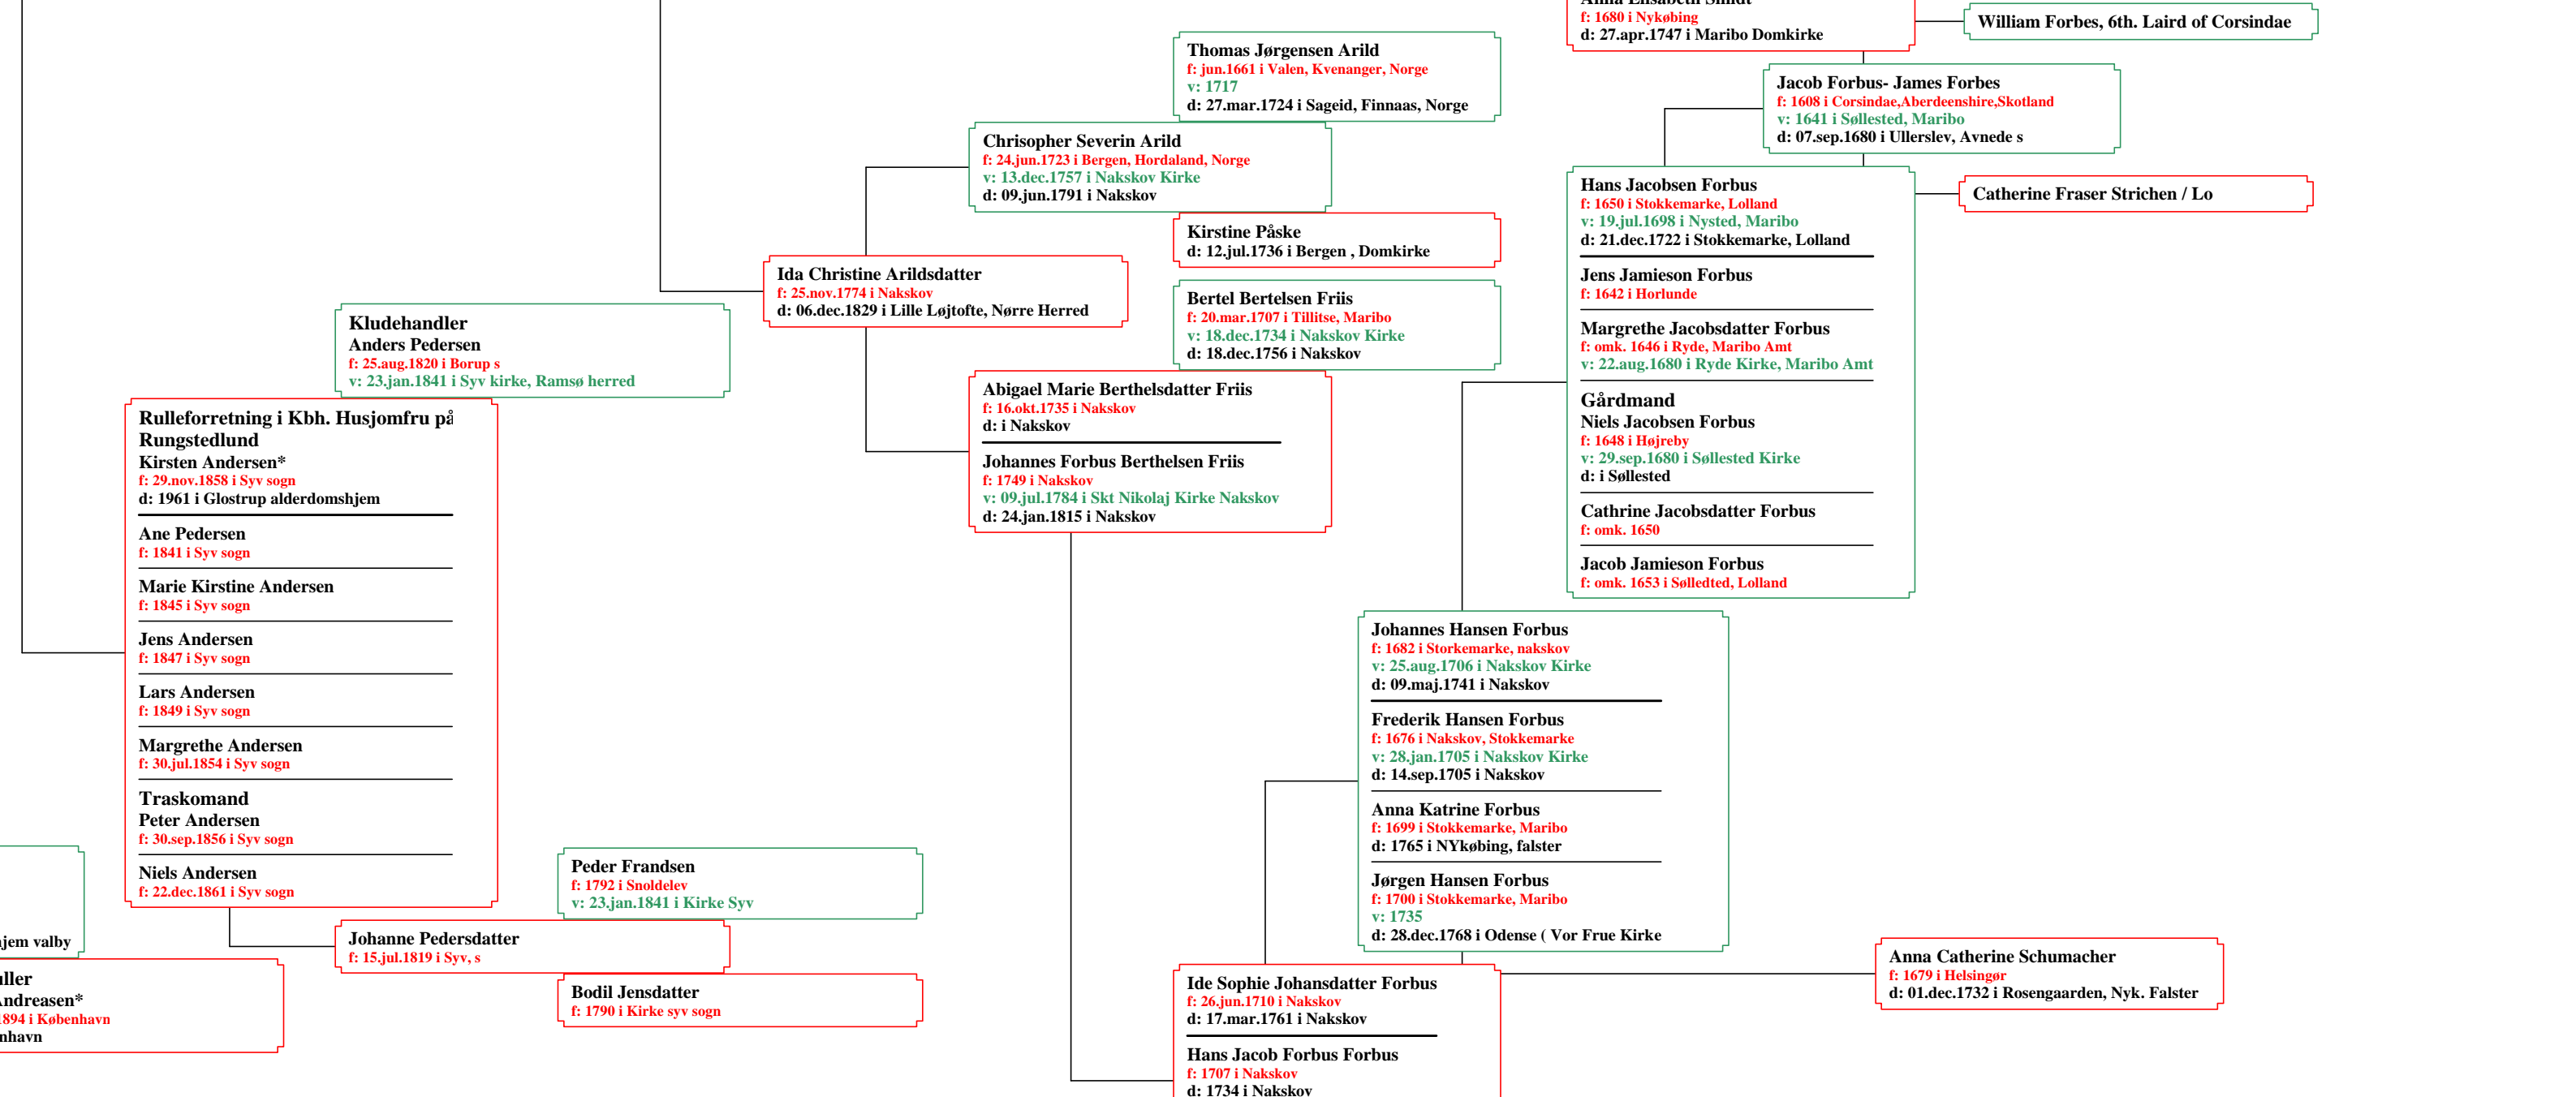 f: 1680 i Nykøbing
d: 27.apr.1747 i Maribo Domkirke
William Forbes, 6th. Laird of Corsindae
Thomas Jørgensen Arild
f: jun.1661 i Valen, Kvenanger, Norge
v: 1717
d: 27.mar.1724 i Sageid, Finnaas, Norge
Jacob Forbus- James Forbes
f: 1608 i Corsindae,Aberdeenshire,Skotland
v: 1641 i Søllested, Maribo
d: 07.sep.1680 i Ullerslev, Avnede s
Chrisopher Severin Arild
f: 24.jun.1723 i Bergen, Hordaland, Norge
v: 13.dec.1757 i Nakskov Kirke
d: 09.jun.1791 i Nakskov
Hans Jacobsen Forbus
f: 1650 i Stokkemarke, Lolland
v: 19.jul.1698 i Nysted, Maribo
d: 21.dec.1722 i Stokkemarke, Lolland
Jens Jamieson Forbus
f: 1642 i Horlunde
Margrethe Jacobsdatter Forbus
f: omk. 1646 i Ryde, Maribo Amt
v: 22.aug.1680 i Ryde Kirke, Maribo Amt
Gårdmand
Niels Jacobsen Forbus
f: 1648 i Højreby
v: 29.sep.1680 i Søllested Kirke
d: i Søllested
Cathrine Jacobsdatter Forbus
f: omk. 1650
Jacob Jamieson Forbus
f: omk. 1653 i Sølledted, Lolland
Catherine Fraser Strichen / Lo
Kirstine Påske
d: 12.jul.1736 i Bergen , Domkirke
Ida Christine Arildsdatter
f: 25.nov.1774 i Nakskov
d: 06.dec.1829 i Lille Løjtofte, Nørre Herred
Bertel Bertelsen Friis
f: 20.mar.1707 i Tillitse, Maribo
v: 18.dec.1734 i Nakskov Kirke
d: 18.dec.1756 i Nakskov
Kludehandler
Anders Pedersen
f: 25.aug.1820 i Borup s
v: 23.jan.1841 i Syv kirke, Ramsø herred
Abigael Marie Berthelsdatter Friis
f: 16.okt.1735 i Nakskov
d: i Nakskov
Johannes Forbus Berthelsen Friis
f: 1749 i Nakskov
v: 09.jul.1784 i Skt Nikolaj Kirke Nakskov
d: 24.jan.1815 i Nakskov
Rulleforretning i Kbh. Husjomfru på
Rungstedlund
Kirsten Andersen*
f: 29.nov.1858 i Syv sogn
d: 1961 i Glostrup alderdomshjem
Ane Pedersen
f: 1841 i Syv sogn
Marie Kirstine Andersen
f: 1845 i Syv sogn
Jens Andersen
f: 1847 i Syv sogn
Lars Andersen
f: 1849 i Syv sogn
Margrethe Andersen
f: 30.jul.1854 i Syv sogn
Traskomand
Peter Andersen
f: 30.sep.1856 i Syv sogn
Niels Andersen
f: 22.dec.1861 i Syv sogn
Johannes Hansen Forbus
f: 1682 i Storkemarke, nakskov
v: 25.aug.1706 i Nakskov Kirke
d: 09.maj.1741 i Nakskov
Frederik Hansen Forbus
f: 1676 i Nakskov, Stokkemarke
v: 28.jan.1705 i Nakskov Kirke
d: 14.sep.1705 i Nakskov
Anna Katrine Forbus
f: 1699 i Stokkemarke, Maribo
d: 1765 i NYkøbing, falster
Jørgen Hansen Forbus
f: 1700 i Stokkemarke, Maribo
v: 1735
d: 28.dec.1768 i Odense ( Vor Frue Kirke
Peder Frandsen
f: 1792 i Snoldelev
v: 23.jan.1841 i Kirke Syv
Johanne Pedersdatter
f: 15.jul.1819 i Syv, s
Bodil Jensdatter
f: 1790 i Kirke syv sogn
jem valby
uller
Andreasen*
1894 i København
nhavn
Anna Catherine Schumacher
f: 1679 i Helsingør
d: 01.dec.1732 i Rosengaarden, Nyk. Falster
Ide Sophie Johansdatter Forbus
f: 26.jun.1710 i Nakskov
d: 17.mar.1761 i Nakskov
Hans Jacob Forbus Forbus
f: 1707 i Nakskov
d: 1734 i Nakskov